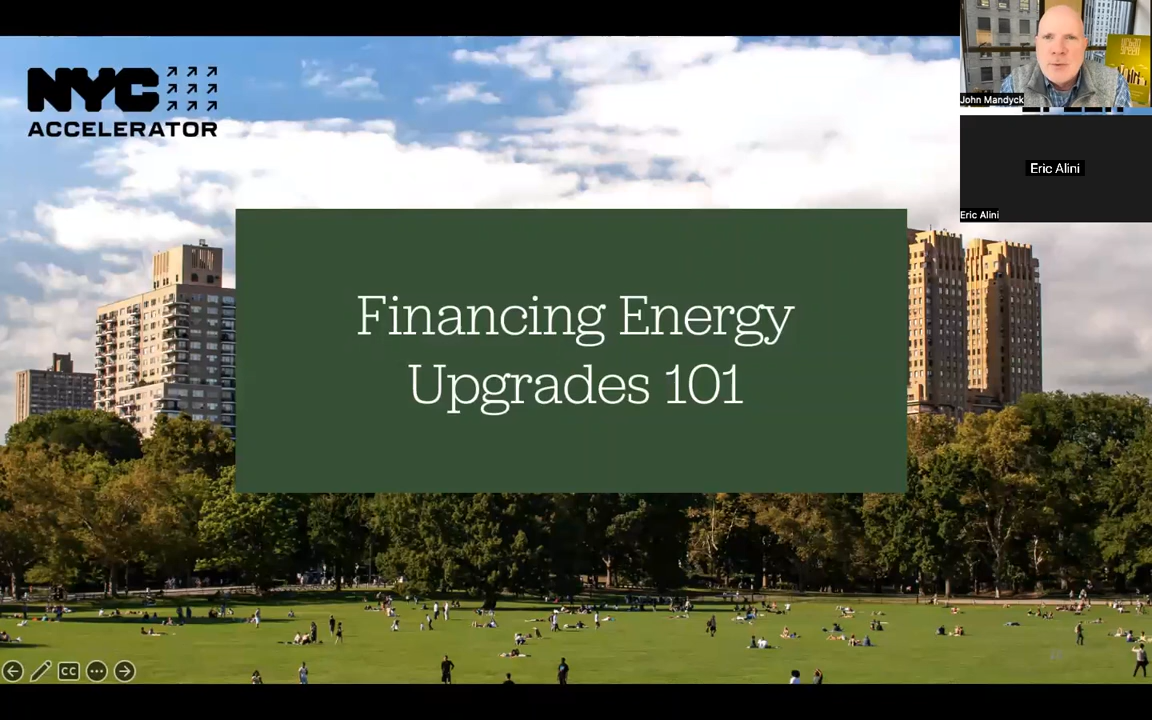 NYC
ACCELERATOR
Financing Energy
Upgrades 101
John Mandyck
Eric Alini
Eric Alini
CC